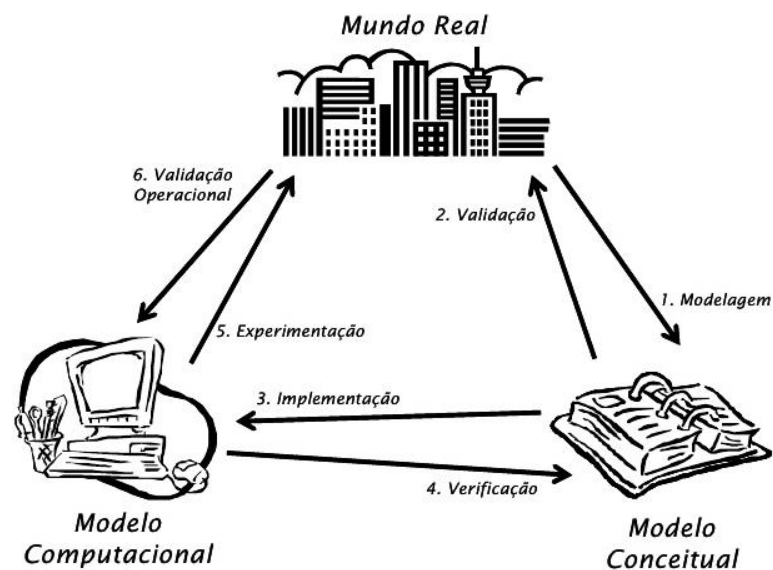 Mundo Real
6. Validação
Operacional
2. Validação
1. Modelagem
5. Experimentação
3. Implementação
4. Verificação
Modelo
Computacional
Modelo
Conceitual